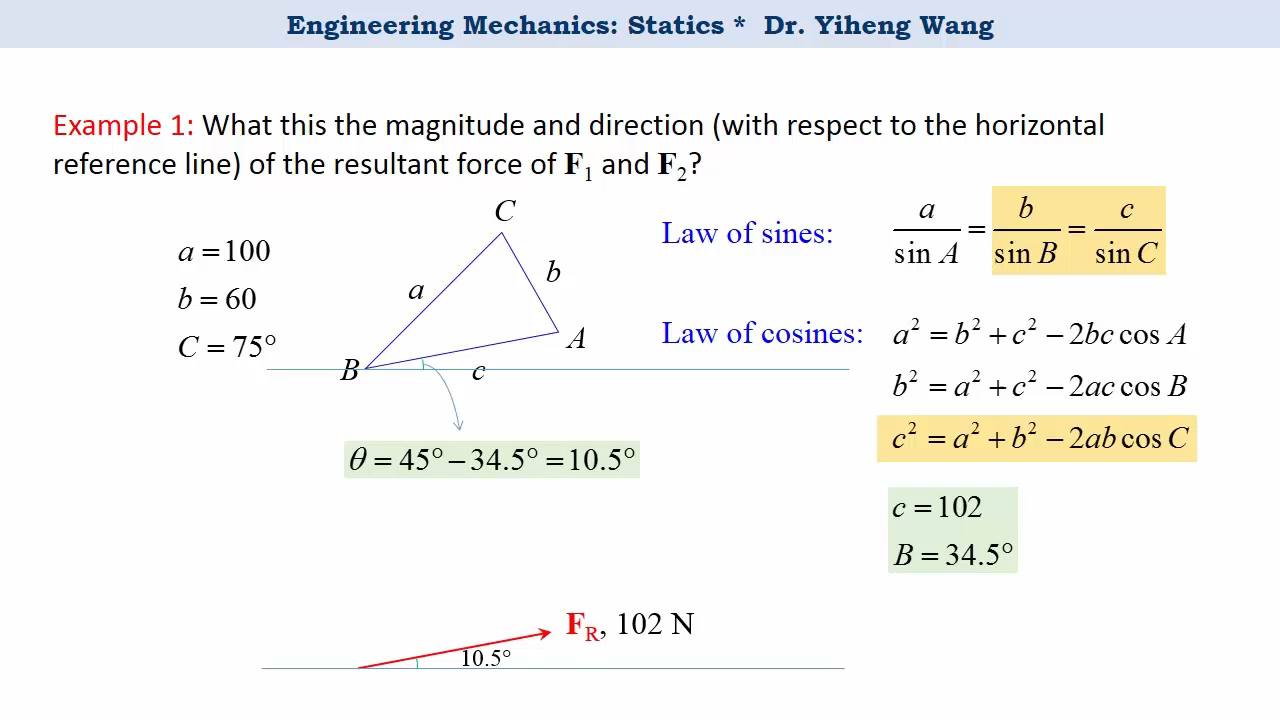 Engineering Mechanics: Statics * Dr. Yiheng Wang
Example 1: What this the magnitude and direction (with respect to the horizontal
reference line) of the resultant force of F₁ and F₂?
a = 100
b = 60
C = 75°
C
a
b
B
A
c
θ = 45° − 34.5° = 10.5°
Law of sines:
a / sin A = b / sin B = c / sin C
Law of cosines:
a² = b² + c² − 2bc cos A
b² = a² + c² − 2ac cos B
c² = a² + b² − 2ab cos C
c = 102
B = 34.5°
F_R, 102 N
10.5°